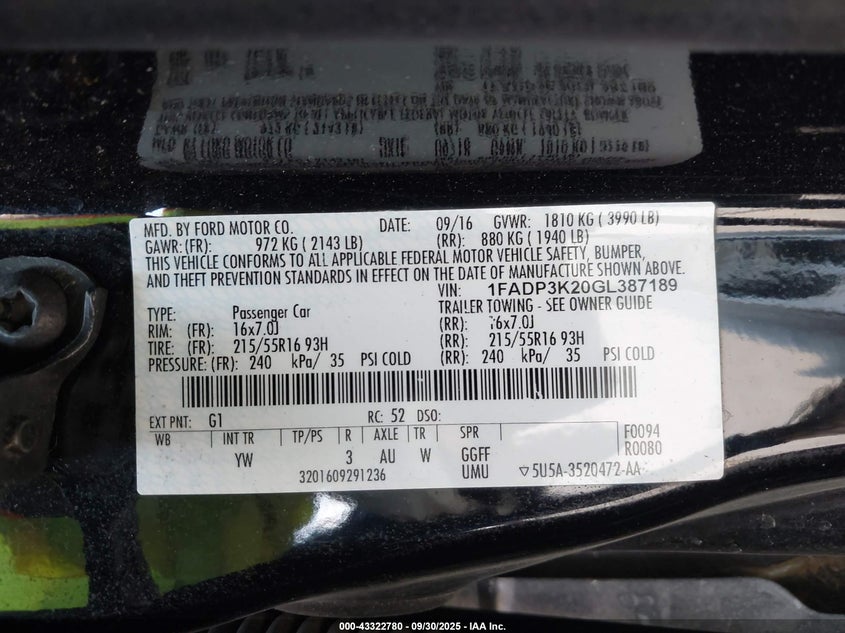 MFD. BY FORD MOTOR CO. DATE: 09/16 GVWR: 1810 KG ( 3990 LB)
GAWR: (FR): 972 KG ( 2143 LB) (RR): 880 KG ( 1940 LB)
THIS VEHICLE CONFORMS TO ALL APPLICABLE FEDERAL MOTOR VEHICLE SAFETY, BUMPER,
AND THEFT PREVENTION STANDARDS IN EFFECT ON THE DATE OF MANUFACTURE SHOWN ABOVE.
VIN: 1FADP3K20GL387189
TYPE: Passenger Car TRAILER TOWING - SEE OWNER GUIDE
RIM: (FR): 16x7.0J (RR): 16x7.0J
TIRE: (FR): 215/55R16 93H (RR): 215/55R16 93H
PRESSURE: (FR): 240 kPa/ 35 PSI COLD (RR): 240 kPa/ 35 PSI COLD
EXT PNT: G1 RC: 52 DSO:
WB INT TR TP/PS R AXLE TR SPR F0094
R0080
YW 3 AU W GGFF
3201609291236 UMU ▽5U5A-3520472-AA
000-43322780 - 09/30/2025 - IAA Inc.